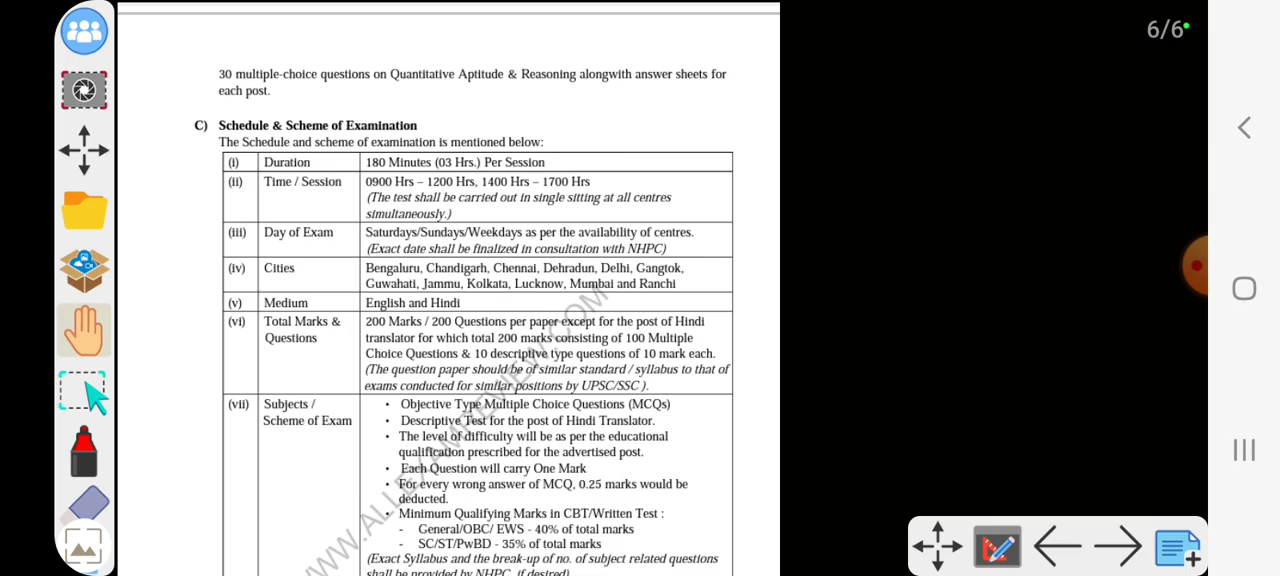 6/6
30 multiple-choice questions on Quantitative Aptitude & Reasoning alongwith answer sheets for
each post.
C) Schedule & Scheme of Examination
The Schedule and scheme of examination is mentioned below:
(i) Duration 180 Minutes (03 Hrs.) Per Session
(ii) Time / Session 0900 Hrs – 1200 Hrs, 1400 Hrs – 1700 Hrs
(The test shall be carried out in single sitting at all centres
simultaneously.)
(iii) Day of Exam Saturdays/Sundays/Weekdays as per the availability of centres.
(Exact date shall be finalized in consultation with NHPC)
(iv) Cities Bengaluru, Chandigarh, Chennai, Dehradun, Delhi, Gangtok,
Guwahati, Jammu, Kolkata, Lucknow, Mumbai and Ranchi
(v) Medium English and Hindi
(vi) Total Marks & 200 Marks / 200 Questions per paper except for the post of Hindi
Questions translator for which total 200 marks consisting of 100 Multiple
Choice Questions & 10 descriptive type questions of 10 mark each.
(The question paper should be of similar standard / syllabus to that of
exams conducted for similar positions by UPSC/SSC ).
(vii) Subjects / • Objective Type Multiple Choice Questions (MCQs)
Scheme of Exam • Descriptive Test for the post of Hindi Translator.
• The level of difficulty will be as per the educational
qualification prescribed for the advertised post.
• Each Question will carry One Mark
• For every wrong answer of MCQ, 0.25 marks would be
deducted.
• Minimum Qualifying Marks in CBT/Written Test :
- General/OBC/ EWS - 40% of total marks
- SC/ST/PwBD - 35% of total marks
(Exact Syllabus and the break-up of no. of subject related questions
shall be provided by NHPC, if desired)